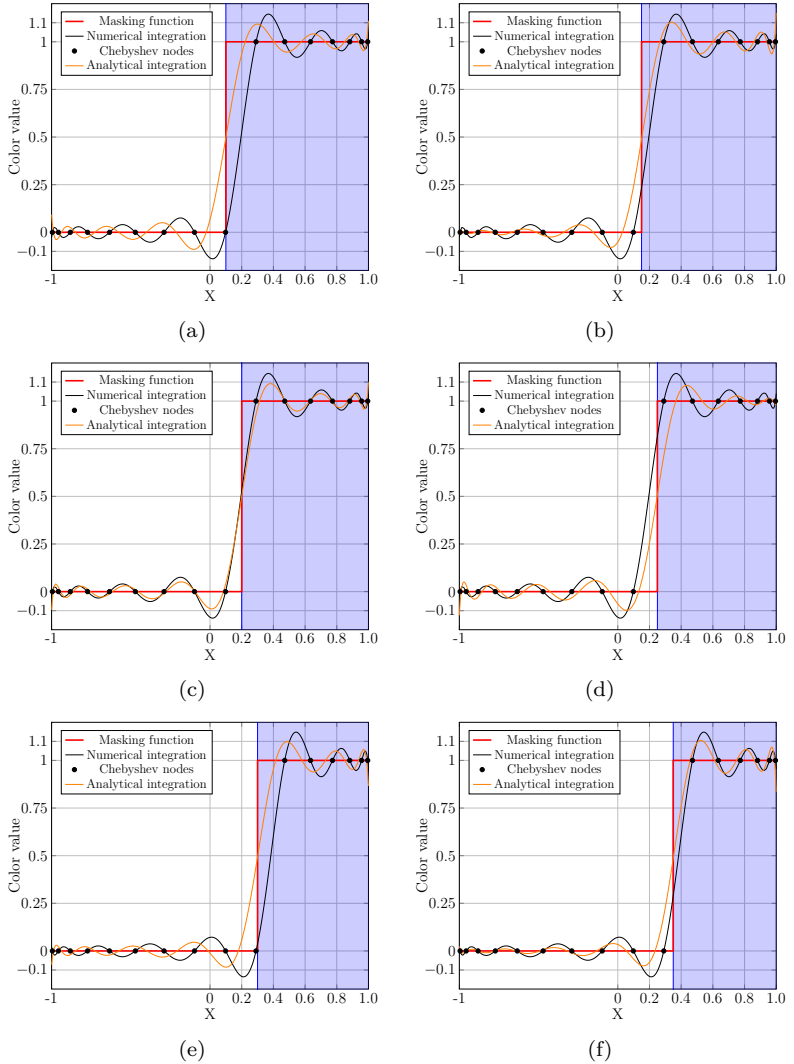 Masking function
Numerical integration
Chebyshev nodes
Analytical integration
1.1
1
0.75
0.5
0.25
0
−0.1
Color value
-1 0 0.2 0.4 0.6 0.8 1.0
X
(a)
Masking function
Numerical integration
Chebyshev nodes
Analytical integration
1.1
1
0.75
0.5
0.25
0
−0.1
Color value
-1 0 0.2 0.4 0.6 0.8 1.0
X
(b)
Masking function
Numerical integration
Chebyshev nodes
Analytical integration
1.1
1
0.75
0.5
0.25
0
−0.1
Color value
-1 0 0.2 0.4 0.6 0.8 1.0
X
(c)
Masking function
Numerical integration
Chebyshev nodes
Analytical integration
1.1
1
0.75
0.5
0.25
0
−0.1
Color value
-1 0 0.2 0.4 0.6 0.8 1.0
X
(d)
Masking function
Numerical integration
Chebyshev nodes
Analytical integration
1.1
1
0.75
0.5
0.25
0
−0.1
Color value
-1 0 0.2 0.4 0.6 0.8 1.0
X
(e)
Masking function
Numerical integration
Chebyshev nodes
Analytical integration
1.1
1
0.75
0.5
0.25
0
−0.1
Color value
-1 0 0.2 0.4 0.6 0.8 1.0
X
(f)